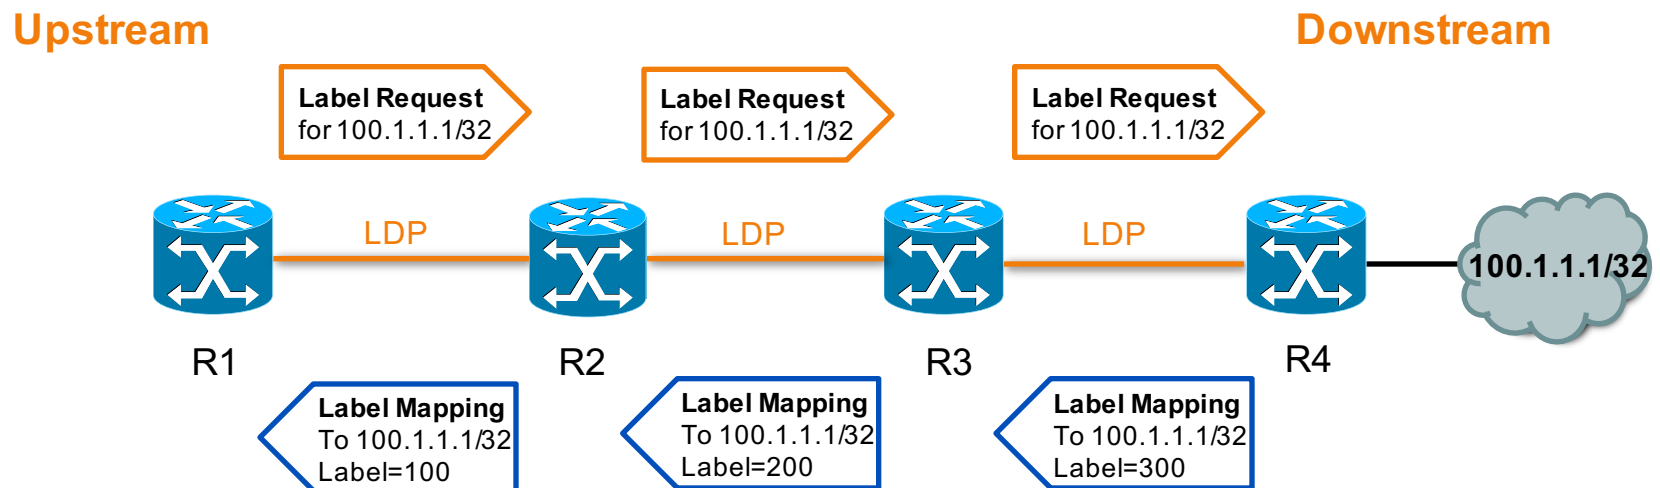 Upstream
Downstream
Label Request
for 100.1.1.1/32
Label Request
for 100.1.1.1/32
Label Request
for 100.1.1.1/32
LDP
LDP
LDP
100.1.1.1/32
R1
R2
R3
R4
Label Mapping
To 100.1.1.1/32
Label=100
Label Mapping
To 100.1.1.1/32
Label=200
Label Mapping
To 100.1.1.1/32
Label=300